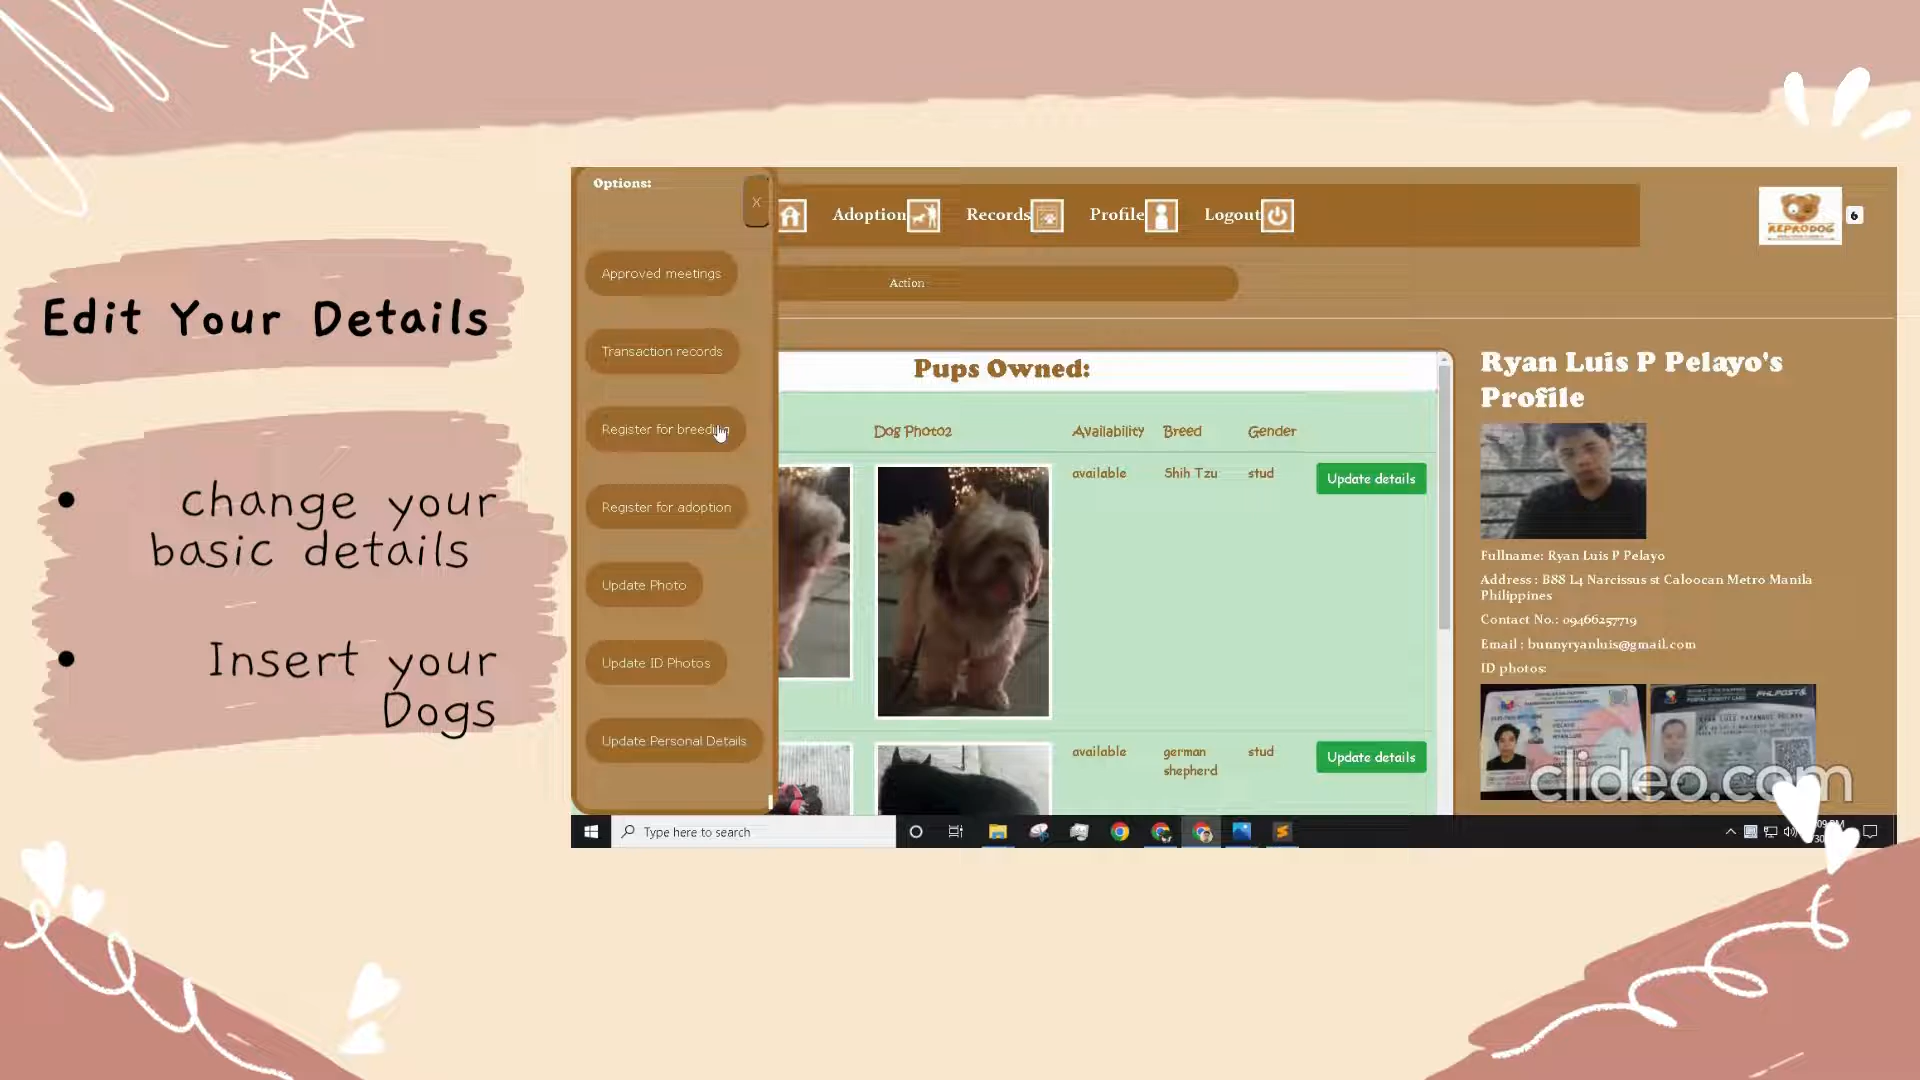 Edit Your Details
change your
basic details
Insert your
Dogs
Options:
X
Approved meetings
Transaction records
Register for
Register for adoption
Update Photo
Update ID Photos
Update Personal Details
Adoption
Records
Profile
Logout
REPRODOG
6
Action
Pups Owned:
Dog Photo2
Availability
Breed
Gender
available
Shih Tzu
stud
Update details
available
german
shepherd
stud
Update details
Ryan Luis P Pelayo's
Profile
Fullname: Ryan Luis P Pelayo
Address : B88 L4 Narcissus st Caloocan Metro Manila
Philippines
Contact No.: 09466257719
Email : bunnyryanluis@gmail.com
ID photos:
PHLPOST
clideo.com
Type here to search